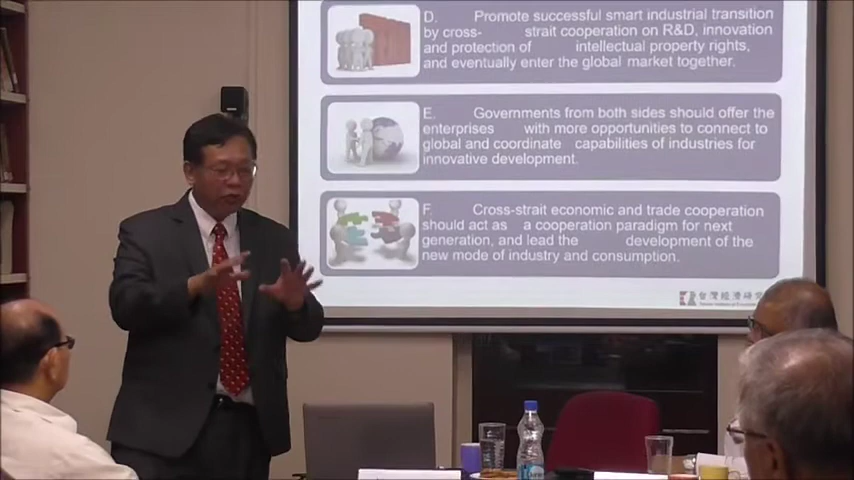 D. Promote successful smart industrial transition
by cross- strait cooperation on R&D, innovation
and protection of intellectual property rights,
and eventually enter the global market together.
E. Governments from both sides should offer the
enterprises with more opportunities to connect to
global and coordinate capabilities of industries for
innovative development.
F. Cross-strait economic and trade cooperation
should act as a cooperation paradigm for next
generation, and lead the development of the
new mode of industry and consumption.
台灣經濟研